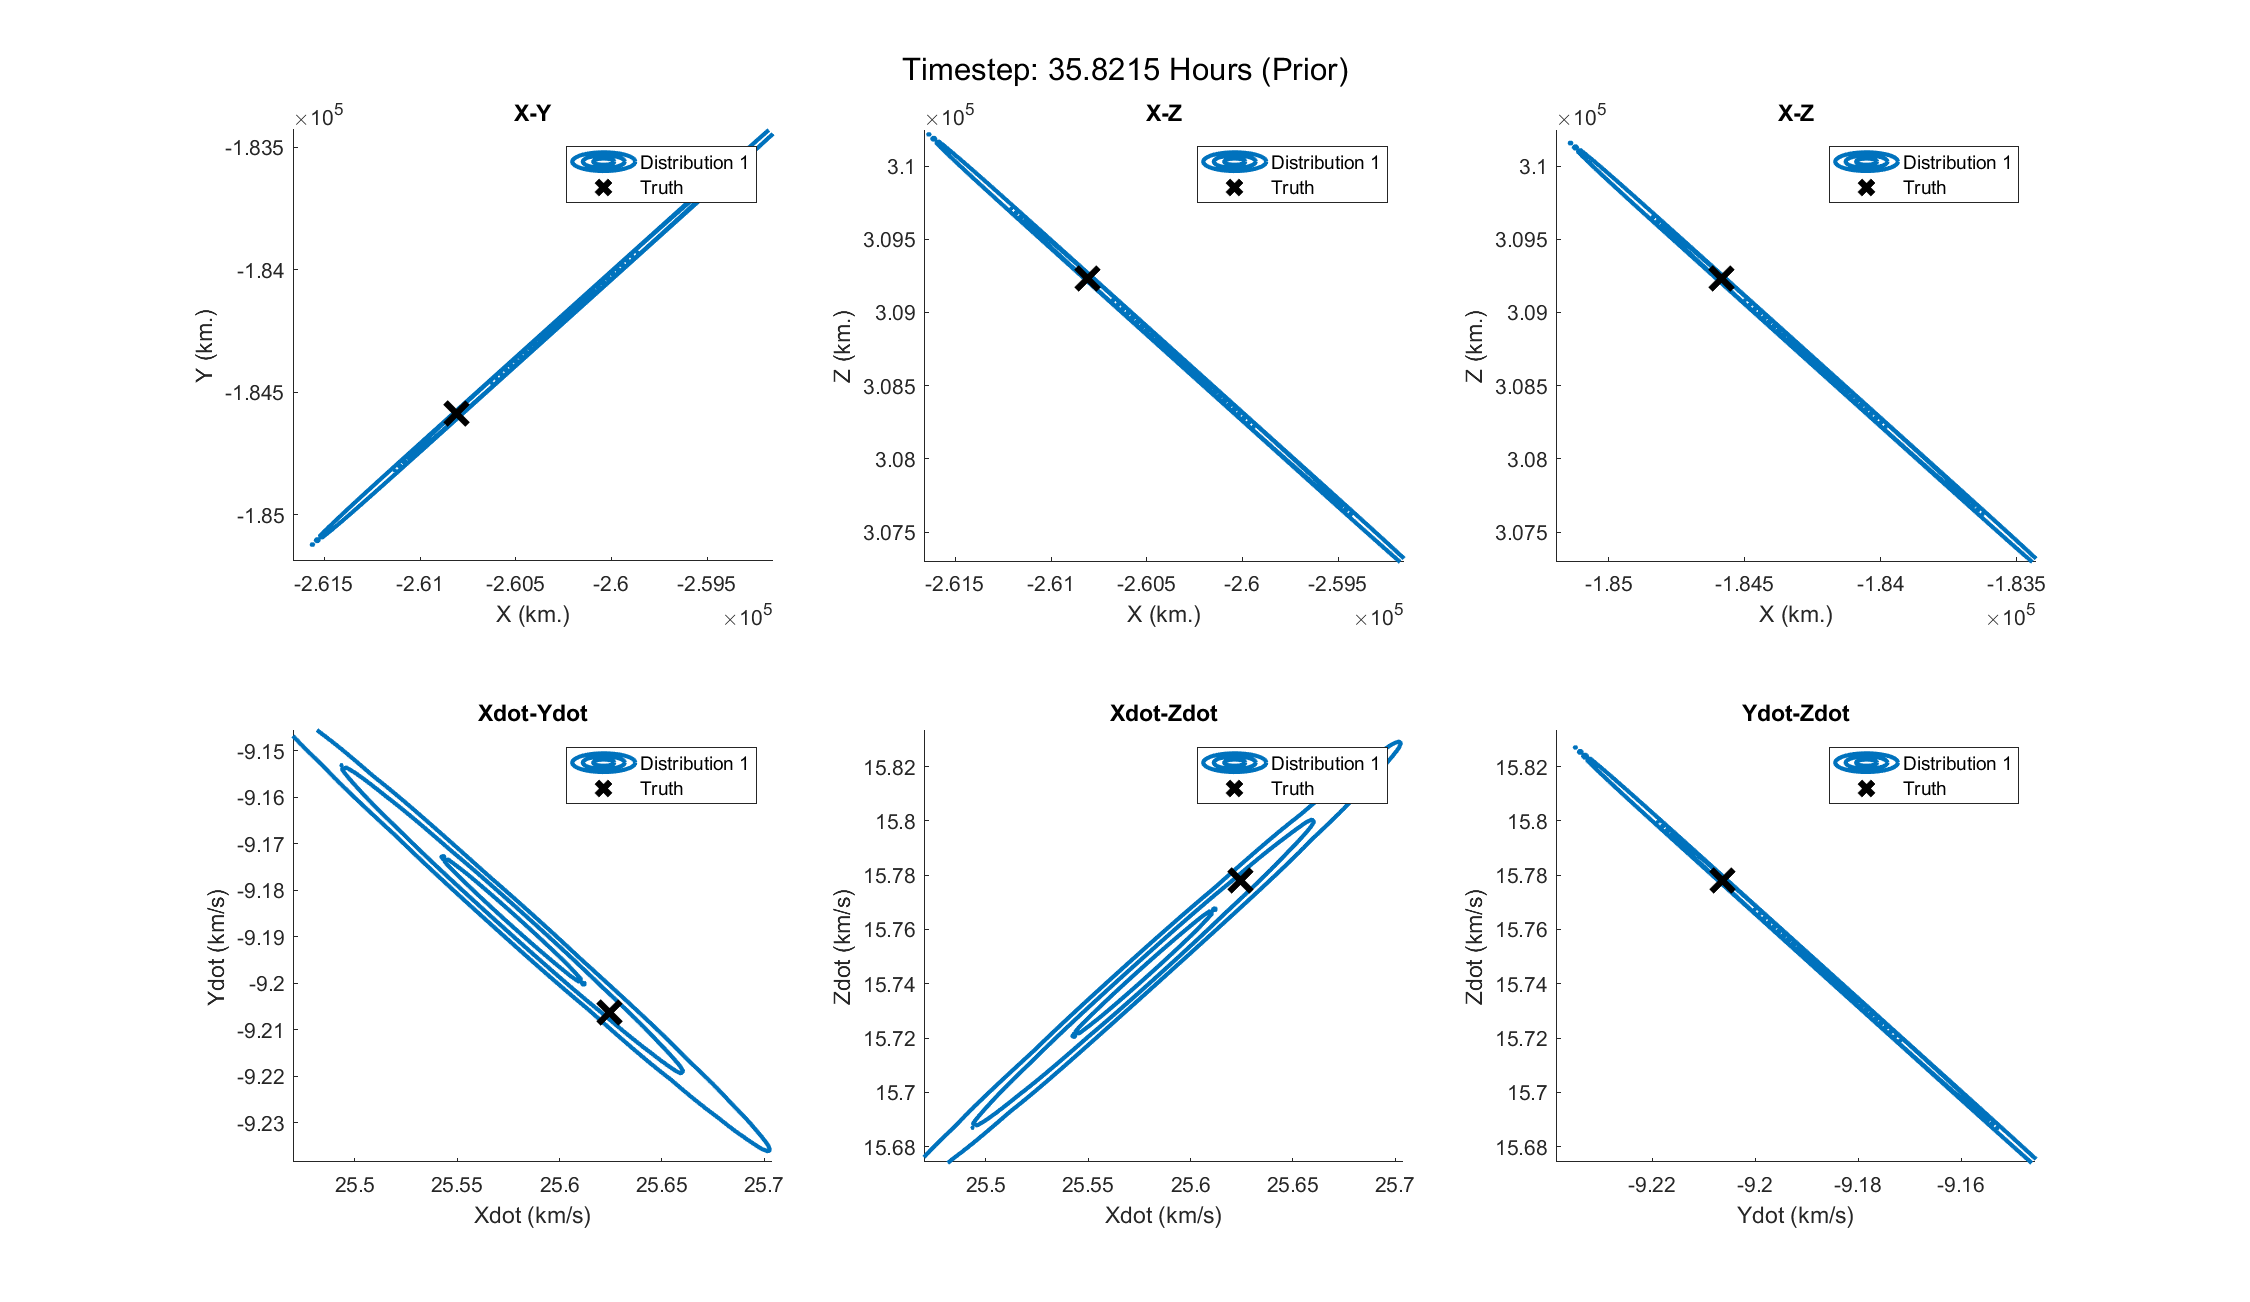 Timestep: 35.8215 Hours (Prior)
X-Y
×10^5
-1.835
-1.84
-1.845
-1.85
Y (km.)
Distribution 1
Truth
-2.615 -2.61 -2.605 -2.6 -2.595
X (km.)
×10^5
X-Z
×10^5
3.1
3.095
3.09
3.085
3.08
3.075
Z (km.)
Distribution 1
Truth
-2.615 -2.61 -2.605 -2.6 -2.595
X (km.)
×10^5
X-Z
×10^5
3.1
3.095
3.09
3.085
3.08
3.075
Z (km.)
Distribution 1
Truth
-1.85 -1.845 -1.84 -1.835
X (km.)
×10^5
Xdot-Ydot
-9.15
-9.16
-9.17
-9.18
-9.19
-9.2
-9.21
-9.22
-9.23
Ydot (km/s)
Distribution 1
Truth
25.5 25.55 25.6 25.65 25.7
Xdot (km/s)
Xdot-Zdot
15.82
15.8
15.78
15.76
15.74
15.72
15.7
15.68
Zdot (km/s)
Distribution 1
Truth
25.5 25.55 25.6 25.65 25.7
Xdot (km/s)
Ydot-Zdot
15.82
15.8
15.78
15.76
15.74
15.72
15.7
15.68
Zdot (km/s)
Distribution 1
Truth
-9.22 -9.2 -9.18 -9.16
Ydot (km/s)